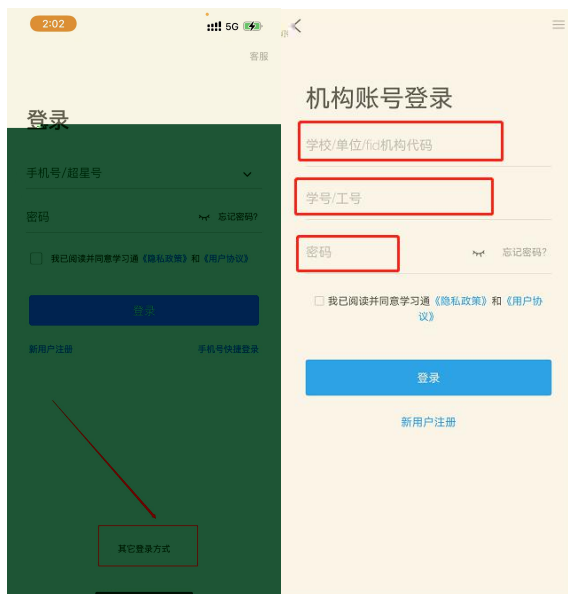 2:02
5G
客服
登录
手机号/超星号
密码
忘记密码?
我已阅读并同意学习通《隐私政策》和《用户协议》
登录
新用户注册
手机号快捷登录
其它登录方式
机构账号登录
学校/单位/fid机构代码
学号/工号
密码
忘记密码?
我已阅读并同意学习通《隐私政策》和《用户协
议》
登录
新用户注册